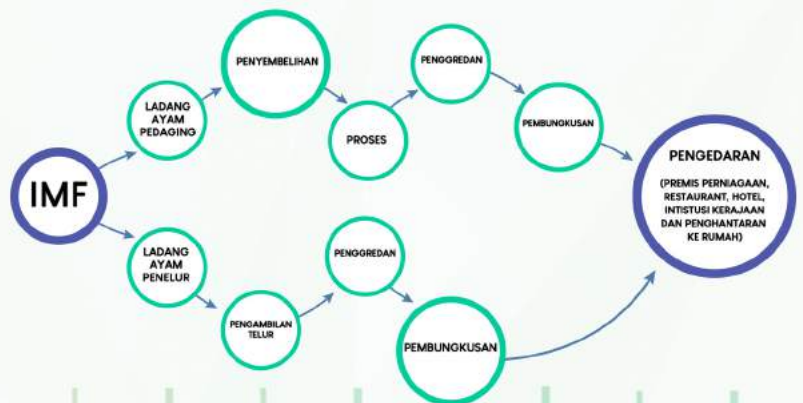 IMF
LADANG
AYAM
PEDAGING
PENYEMBELIHAN
PROSES
PENGGREDAN
PEMBUNGKUSAN
LADANG
AYAM
PENELUR
PENGAMBILAN
TELUR
PENGGREDAN
PEMBUNGKUSAN
PENGEDARAN
(PREMIS PERNIAGAAN,
RESTAURANT, HOTEL,
INTISTUSI KERAJAAN
DAN PENGHANTARAN
KE RUMAH)